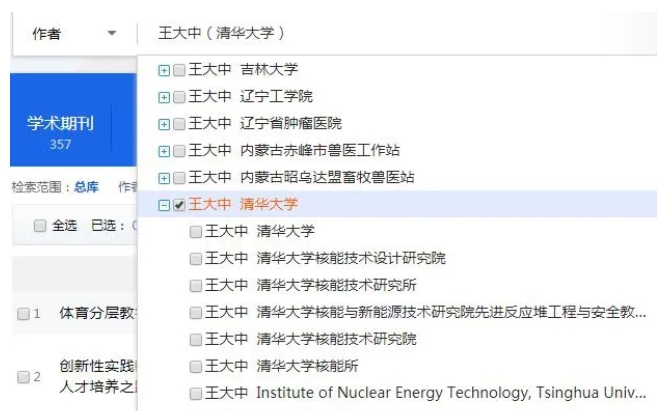 作者
王大中（清华大学）
王大中 吉林大学
王大中 辽宁工学院
王大中 辽宁省肿瘤医院
王大中 内蒙古赤峰市兽医工作站
王大中 内蒙古昭乌达盟畜牧兽医站
王大中 清华大学
王大中 清华大学
王大中 清华大学核能技术设计研究院
王大中 清华大学核能技术研究所
王大中 清华大学核能与新能源技术研究院先进反应堆工程与安全教...
王大中 清华大学核能技术研究院
王大中 清华大学核能所
王大中 Institute of Nuclear Energy Technology, Tsinghua Univ...
学术期刊
357
检索范围：总库 作
全选 已选：
1 体育分层教
2 创新性实践
人才培养之